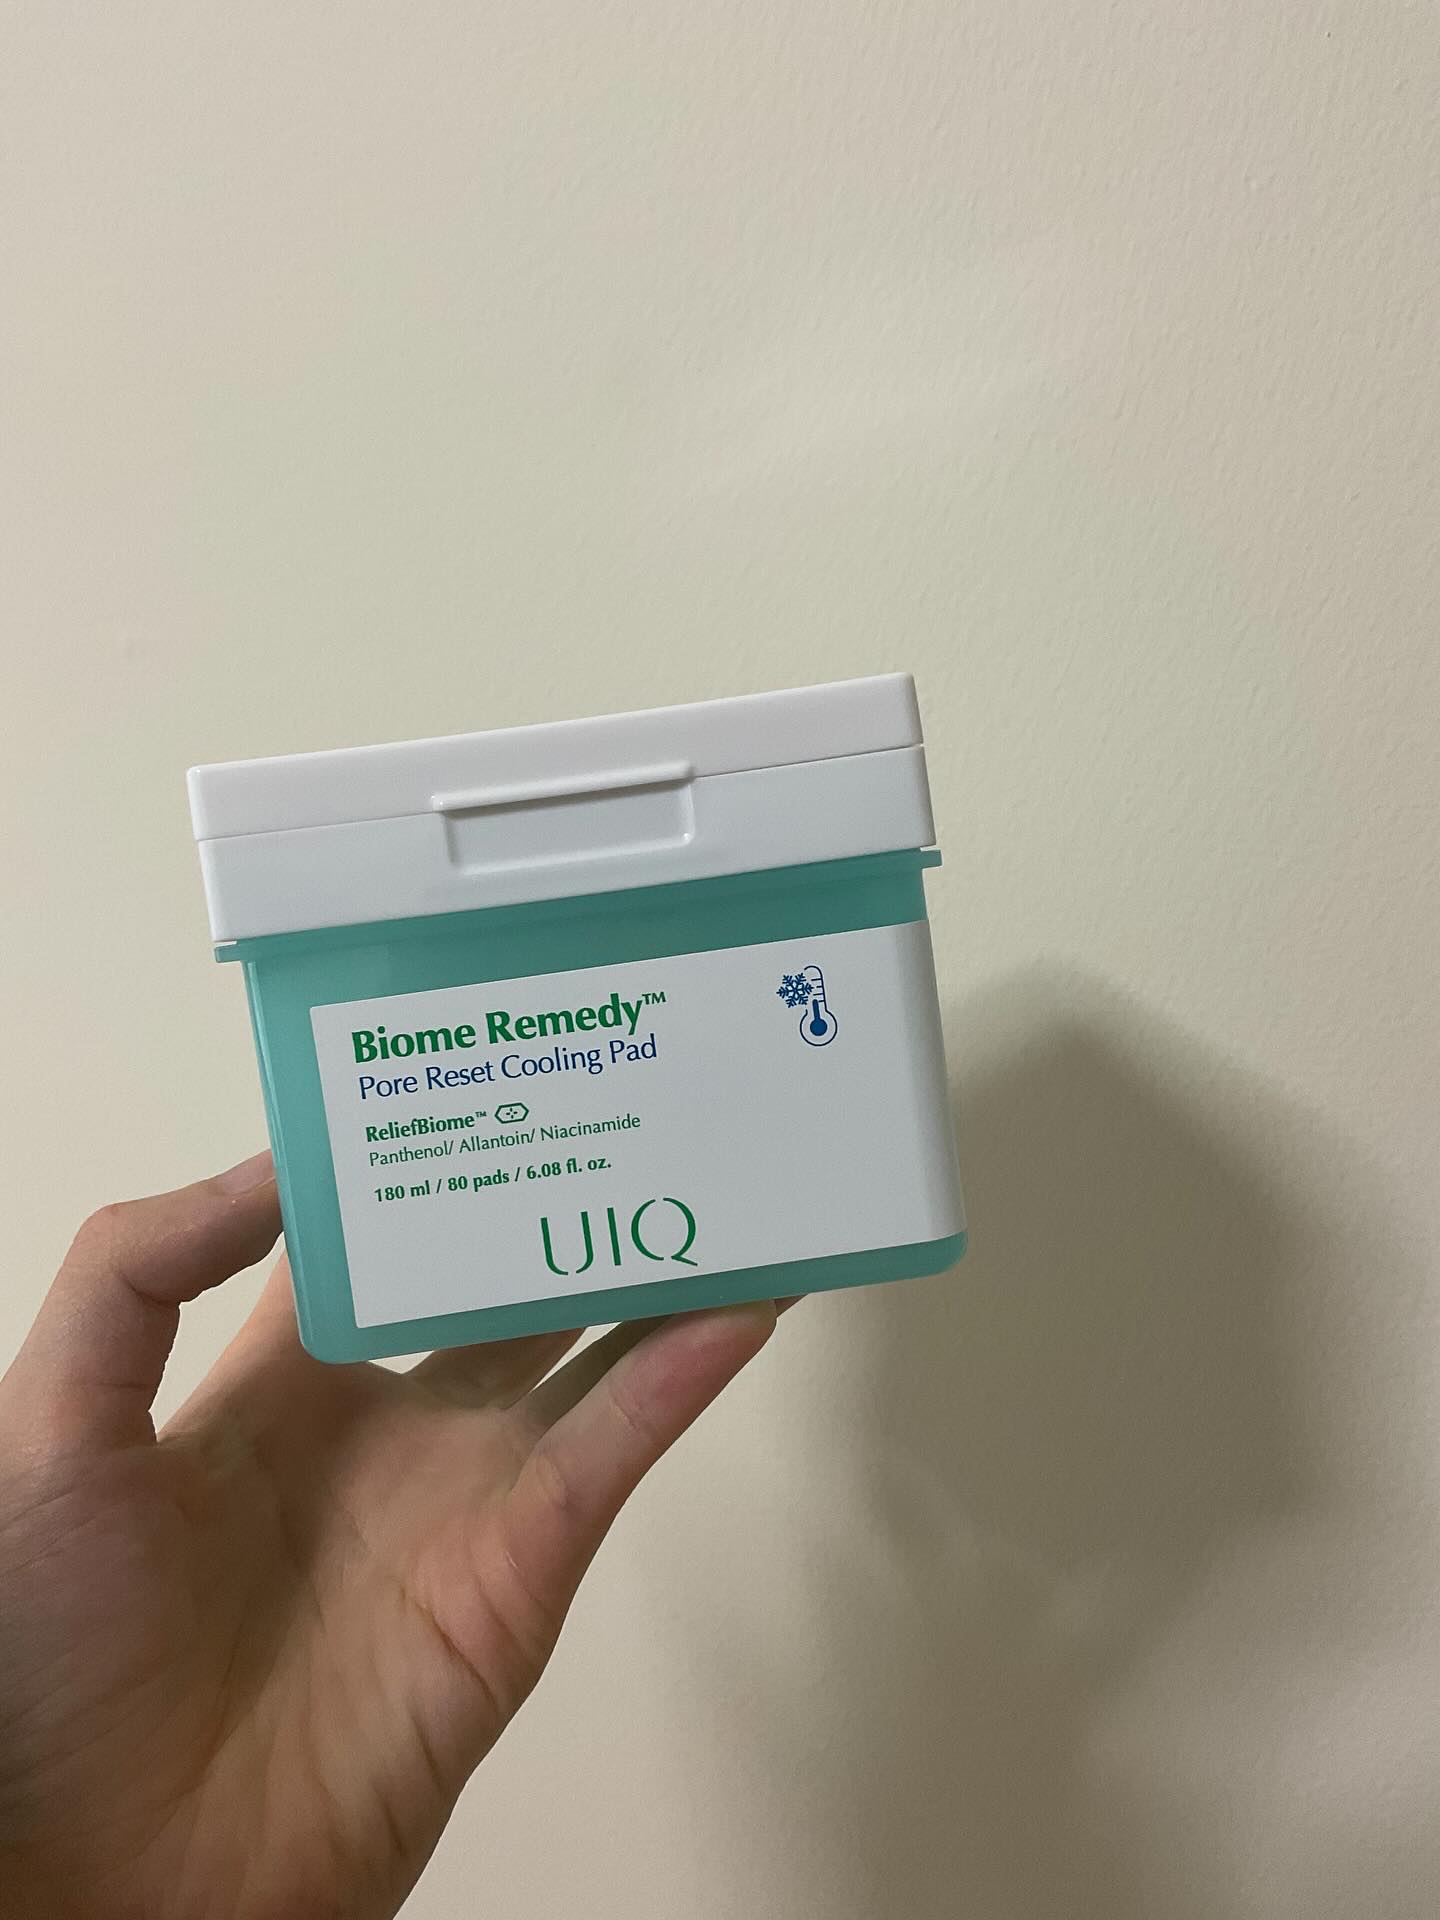 Biome Remedy™
Pore Reset Cooling Pad
ReliefBiome™
Panthenol/ Allantoin/ Niacinamide
180 ml / 80 pads / 6.08 fl. oz.
UIQ